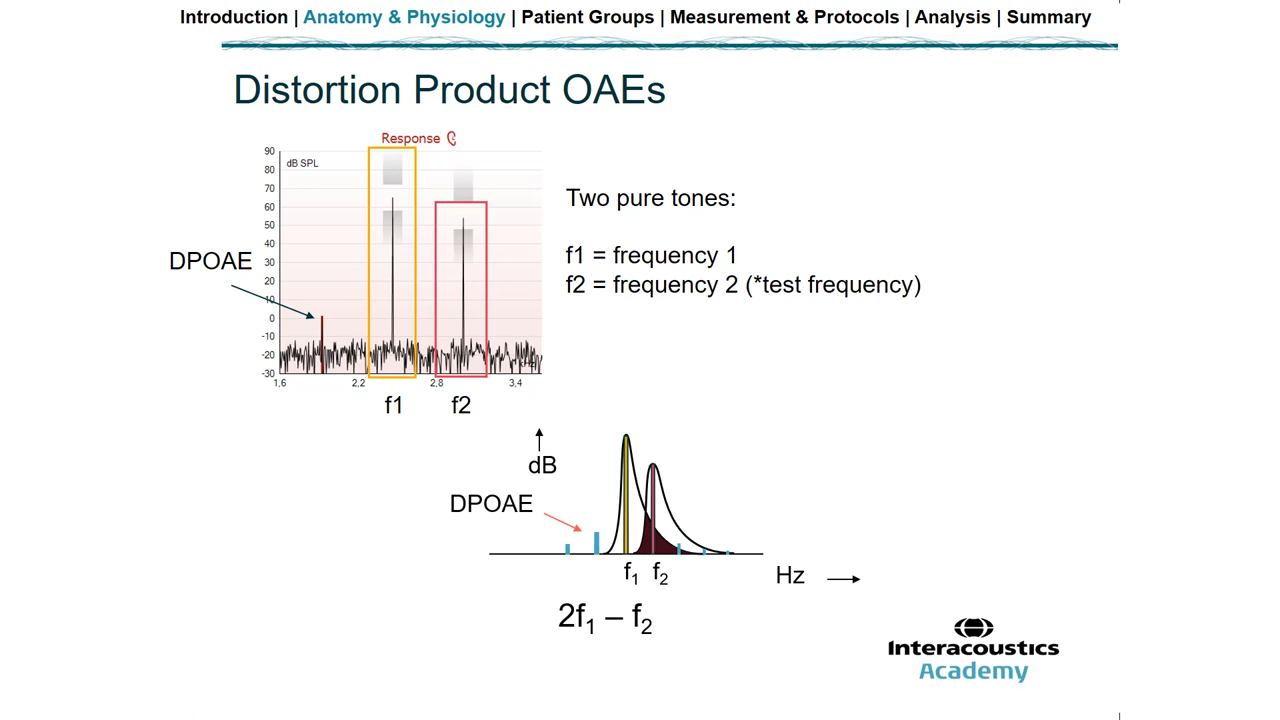 Introduction | Anatomy & Physiology | Patient Groups | Measurement & Protocols | Analysis | Summary
Distortion Product OAEs
Response
90
dB SPL
80
70
60
50
40
30
20
10
0
-10
-20
-30
kHz
1,6 2,2 2,8 3,4
DPOAE
f1 f2
Two pure tones:
f1 = frequency 1
f2 = frequency 2 (*test frequency)
dB
DPOAE
f1 f2
Hz
2f1 – f2
Interacoustics
Academy